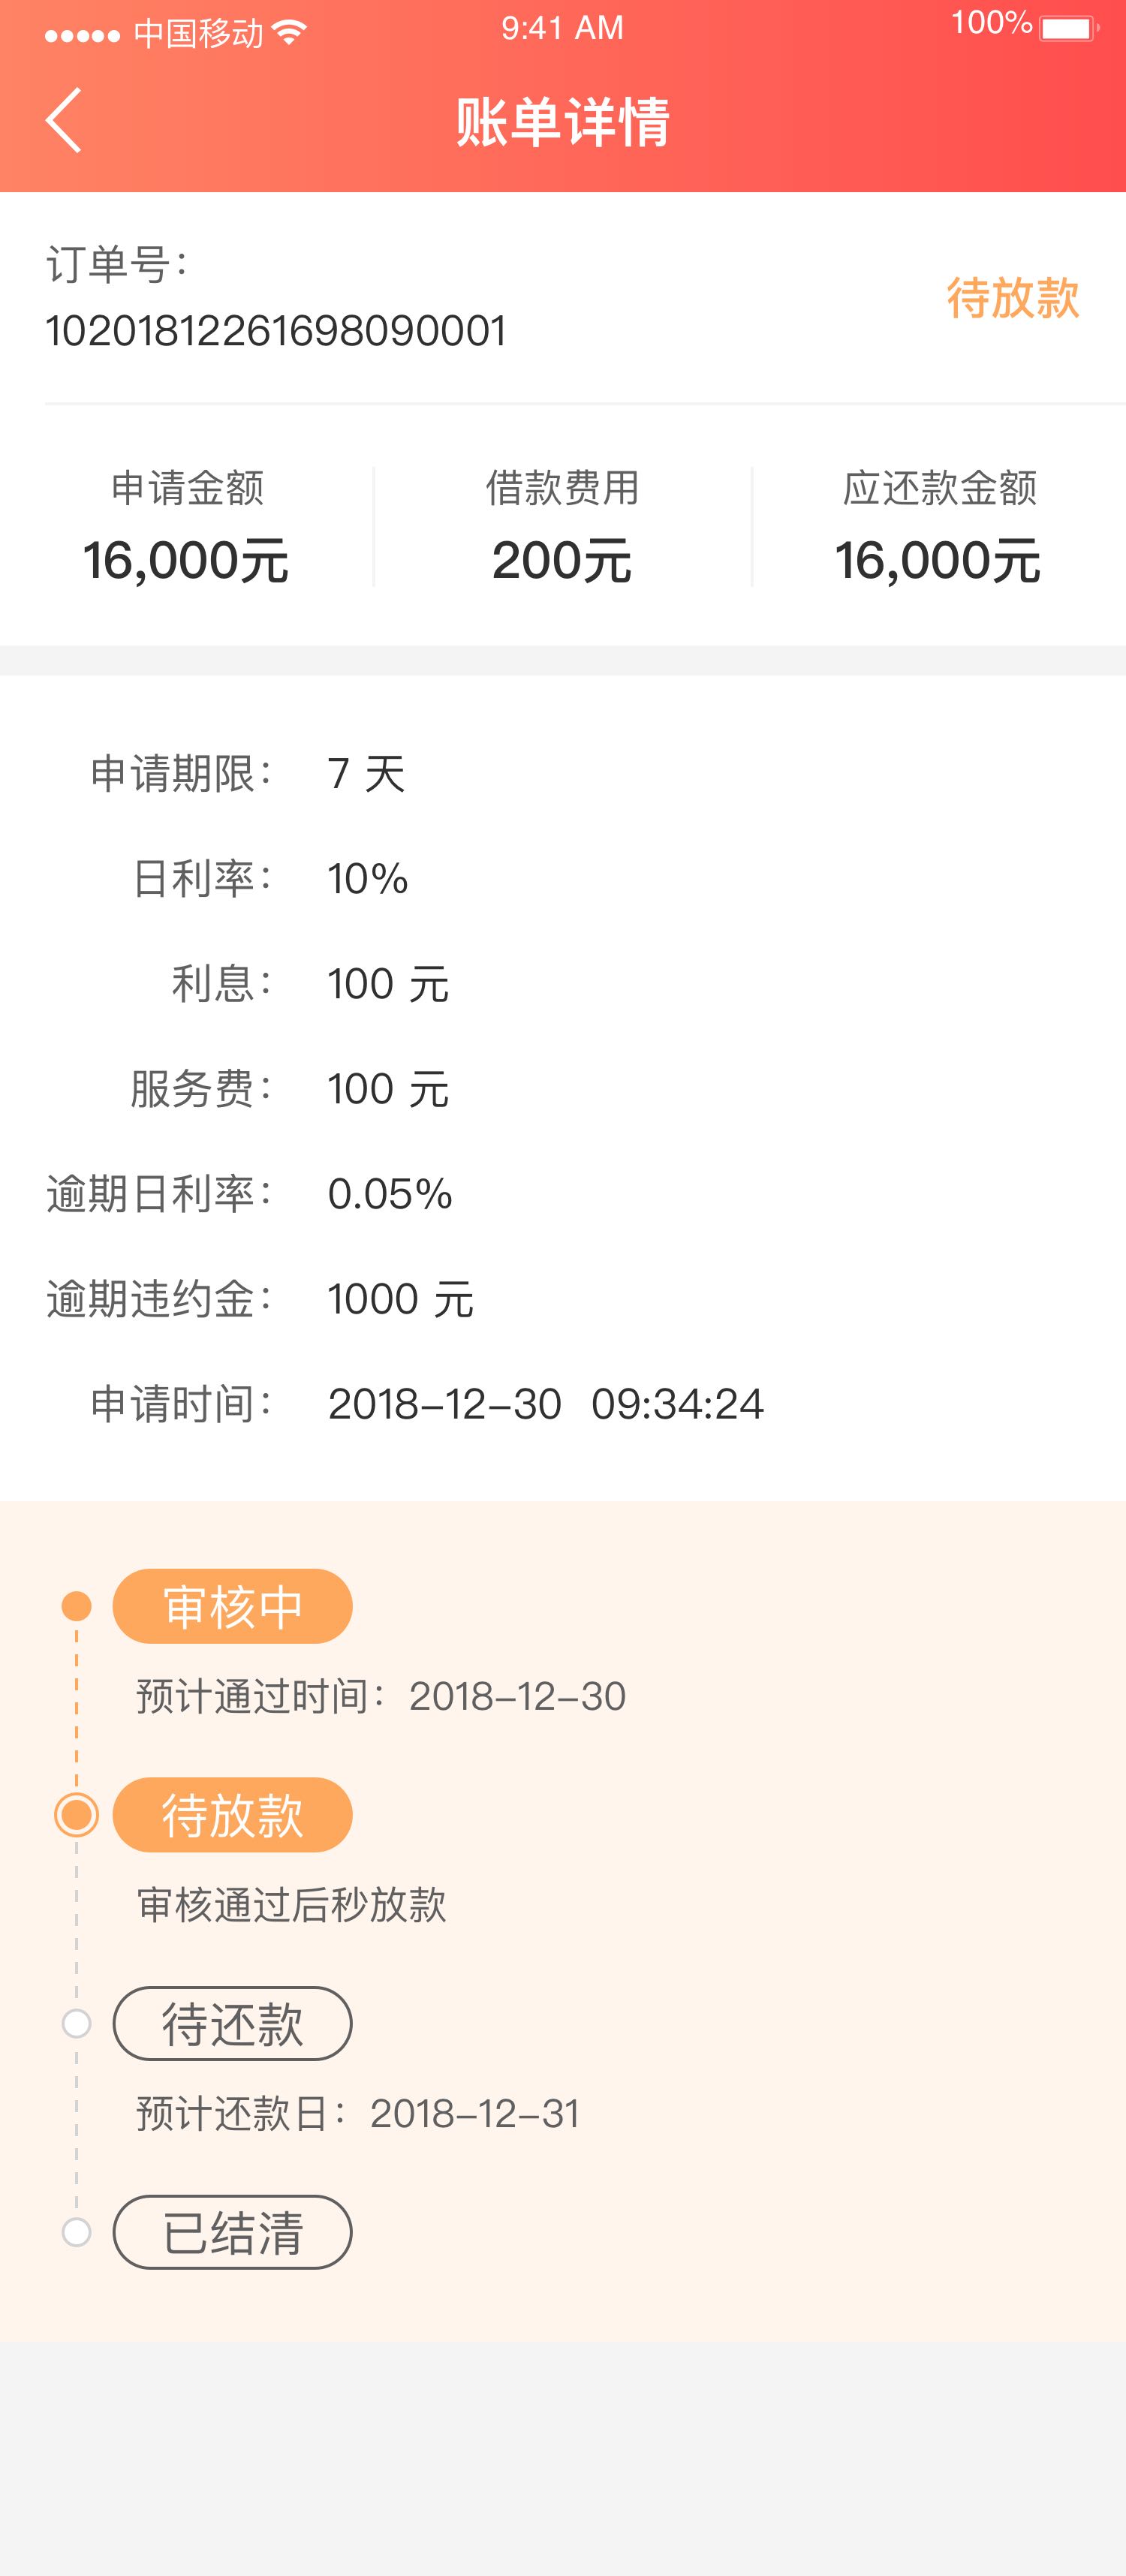 中国移动 9:41 AM 100%
账单详情
订单号：
10201812261698090001
待放款
申请金额 借款费用 应还款金额
16,000元 200元 16,000元
申请期限： 7 天
日利率： 10%
利息： 100 元
服务费： 100 元
逾期日利率： 0.05%
逾期违约金： 1000 元
申请时间： 2018-12-30 09:34:24
审核中
预计通过时间：2018-12-30
待放款
审核通过后秒放款
待还款
预计还款日：2018-12-31
已结清